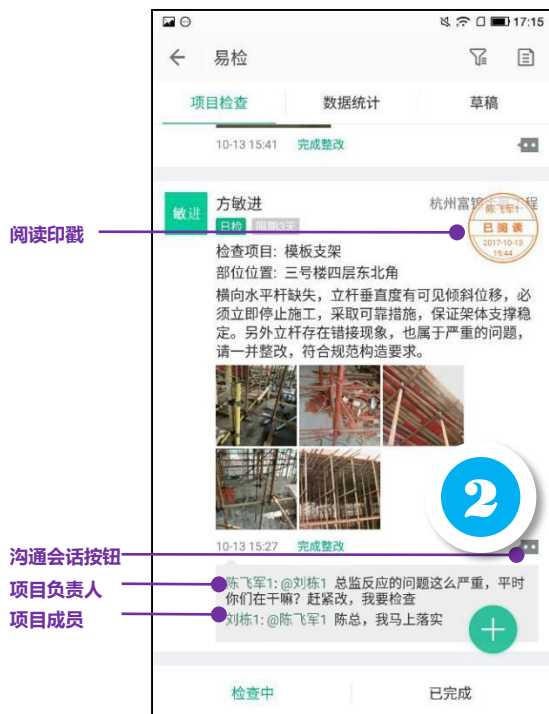 17:15
易检
项目检查
数据统计
草稿
10-13 15:41 完成整改
敏进
方敏进
杭州富
工程
日检 限期3天
陈飞军1
已阅读
2017-10-13
15:44
阅读印戳
检查项目：模板支架
部位位置：三号楼四层东北角
横向水平杆缺失，立杆垂直度有可见倾斜位移，必
须立即停止施工，采取可靠措施，保证架体支撑稳
定。另外立杆存在错接现象，也属于严重的问题，
请一并整改，符合规范构造要求。
2
10-13 15:27 完成整改
沟通会话按钮
项目负责人
陈飞军1: @刘栋1 总监反应的问题这么严重，平时
你们在干嘛？赶紧改，我要检查
项目成员
刘栋1: @陈飞军1 陈总，我马上落实
检查中
已完成